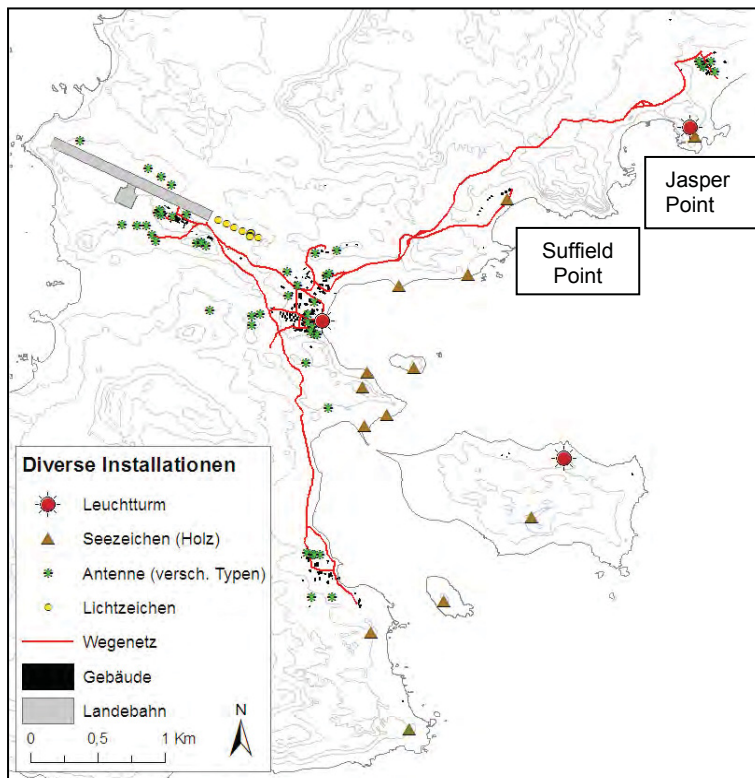 Jasper
Point
Suffield
Point
Diverse Installationen
Leuchtturm
Seezeichen (Holz)
Antenne (versch. Typen)
Lichtzeichen
Wegenetz
Gebäude
Landebahn
N
0 0,5 1 Km